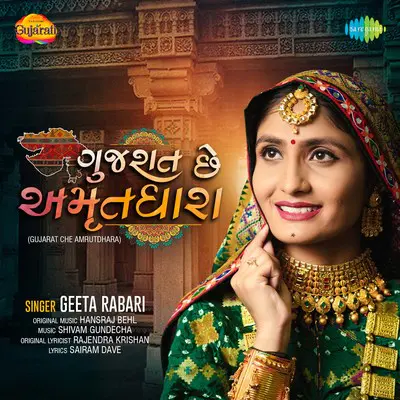 Gujarati
SAREGAMA
ગુજરાત છે
અમૃતધારા
(GUJARAT CHE AMRUTDHARA)
SINGER GEETA RABARI
ORIGINAL MUSIC HANSRAJ BEHL
MUSIC SHIVAM GUNDECHA
ORIGINAL LYRICIST RAJENDRA KRISHAN
LYRICS SAIRAM DAVE